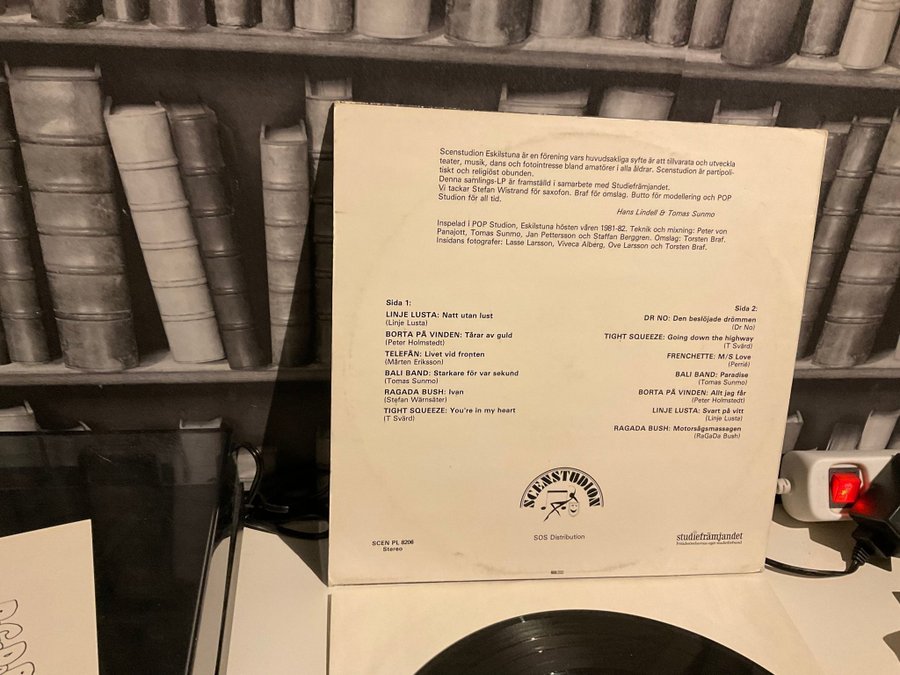 Scenstudion Eskilstuna är en förening vars huvudsakliga syfte är att tillvarata och utveckla
teater, musik, dans och fotointresse bland amatörer i alla åldrar. Scenstudion är partipoli-
tiskt och religiöst obunden.
Denna samlings-LP är framställd i samarbete med Studiefrämjandet.
Vi tackar Stefan Wistrand för saxofon. Braf för omslag. Butto för modellering och POP
Studion för all tid.
Hans Lindell & Tomas Sunmo
Inspelad i POP Studion, Eskilstuna hösten våren 1981-82. Teknik och mixning: Peter von
Panajott, Tomas Sunmo, Jan Pettersson och Staffan Berggren. Omslag: Torsten Braf.
Insidans fotografer: Lasse Larsson, Viveca Alberg, Ove Larsson och Torsten Braf.
Sida 1:
LINJE LUSTA: Natt utan lust
(Linje Lusta)
BORTA PÅ VINDEN: Tårar av guld
(Peter Holmstedt)
TELEFÅN: Livet vid fronten
(Mårten Eriksson)
BALI BAND: Starkare för var sekund
(Tomas Sunmo)
RAGADA BUSH: Ivan
(Stefan Wärnsäter)
TIGHT SQUEEZE: You're in my heart
(T Svärd)
Sida 2:
DR NO: Den beslöjade drömmen
(Dr No)
TIGHT SQUEEZE: Going down the highway
(T Svärd)
FRENCHETTE: M/S Love
(Perrié)
BALI BAND: Paradise
(Tomas Sunmo)
BORTA PÅ VINDEN: Allt jag får
(Peter Holmstedt)
LINJE LUSTA: Svart på vitt
(Linje Lusta)
RAGADA BUSH: Motorsågsmassagen
(RaGaDa Bush)
SCENSTUDION
SOS Distribution
SCEN PL 8206
Stereo
studiefrämjandet